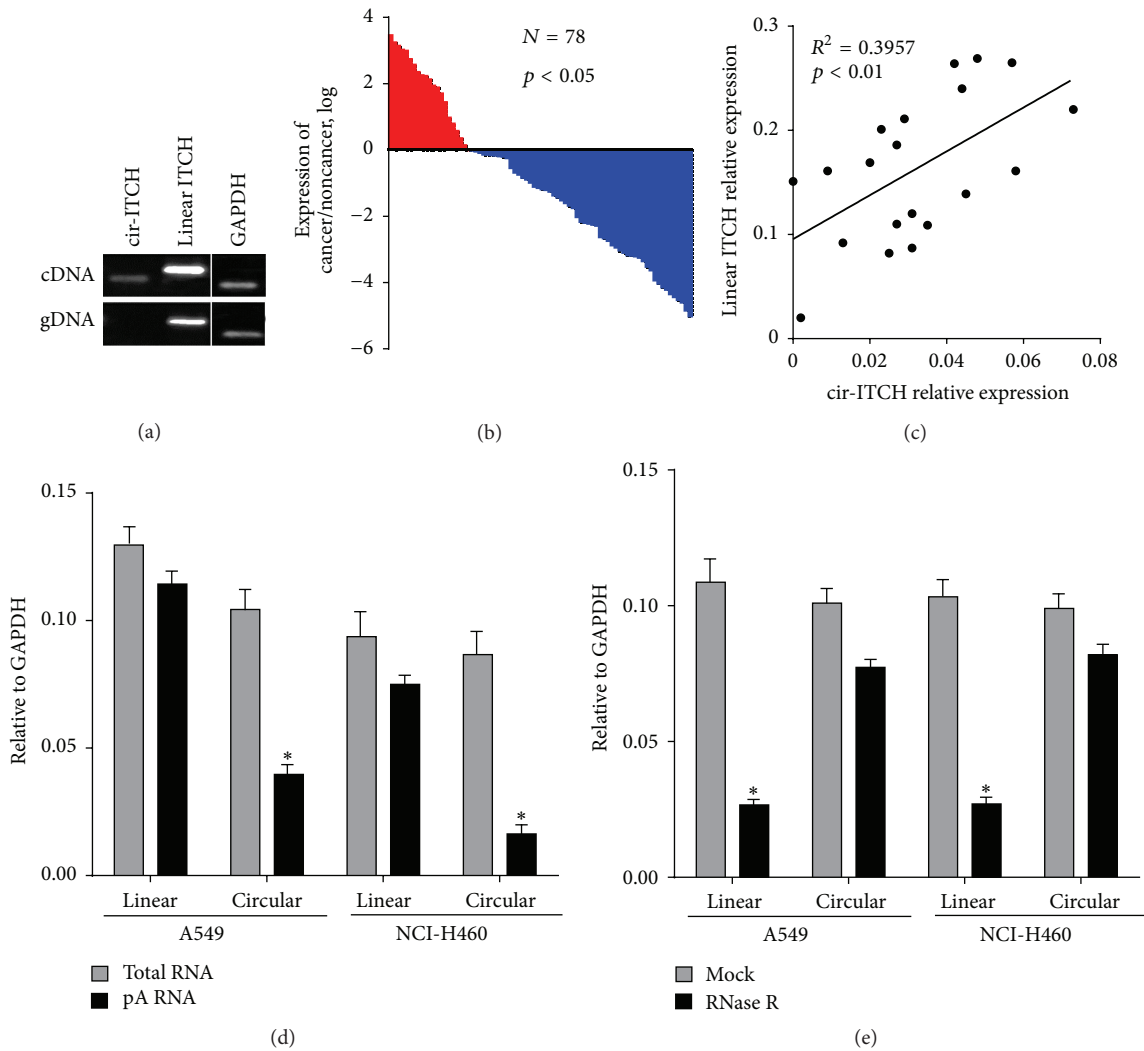 cir-ITCH
Linear ITCH
GAPDH
cDNA
gDNA
(a)
Expression of
cancer/noncancer, log
4
2
0
−2
−4
−6
N = 78
p < 0.05
(b)
Linear ITCH relative expression
0.3
0.2
0.1
0
R² = 0.3957
p < 0.01
0 0.02 0.04 0.06 0.08
cir-ITCH relative expression
(c)
Relative to GAPDH
0.15
0.10
0.05
0.00
*
*
Linear Circular Linear Circular
A549 NCI-H460
Total RNA
pA RNA
(d)
Relative to GAPDH
0.15
0.10
0.05
0.00
*
*
Linear Circular Linear Circular
A549 NCI-H460
Mock
RNase R
(e)